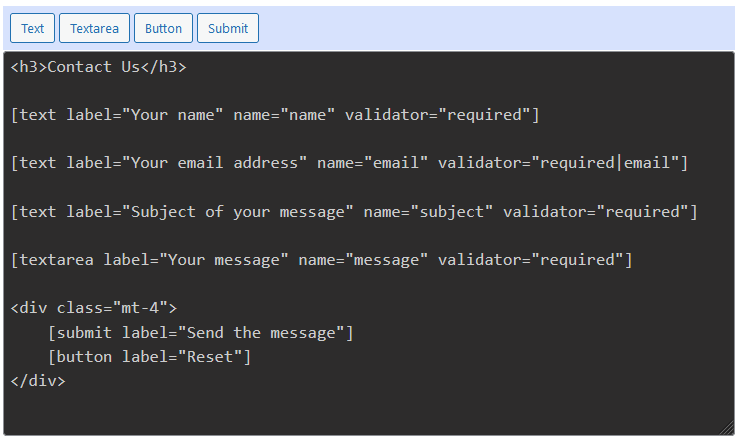 Text Textarea Button Submit
<h3>Contact Us</h3>
[text label="Your name" name="name" validator="required"]
[text label="Your email address" name="email" validator="required|email"]
[text label="Subject of your message" name="subject" validator="required"]
[textarea label="Your message" name="message" validator="required"]
<div class="mt-4">
    [submit label="Send the message"]
    [button label="Reset"]
</div>